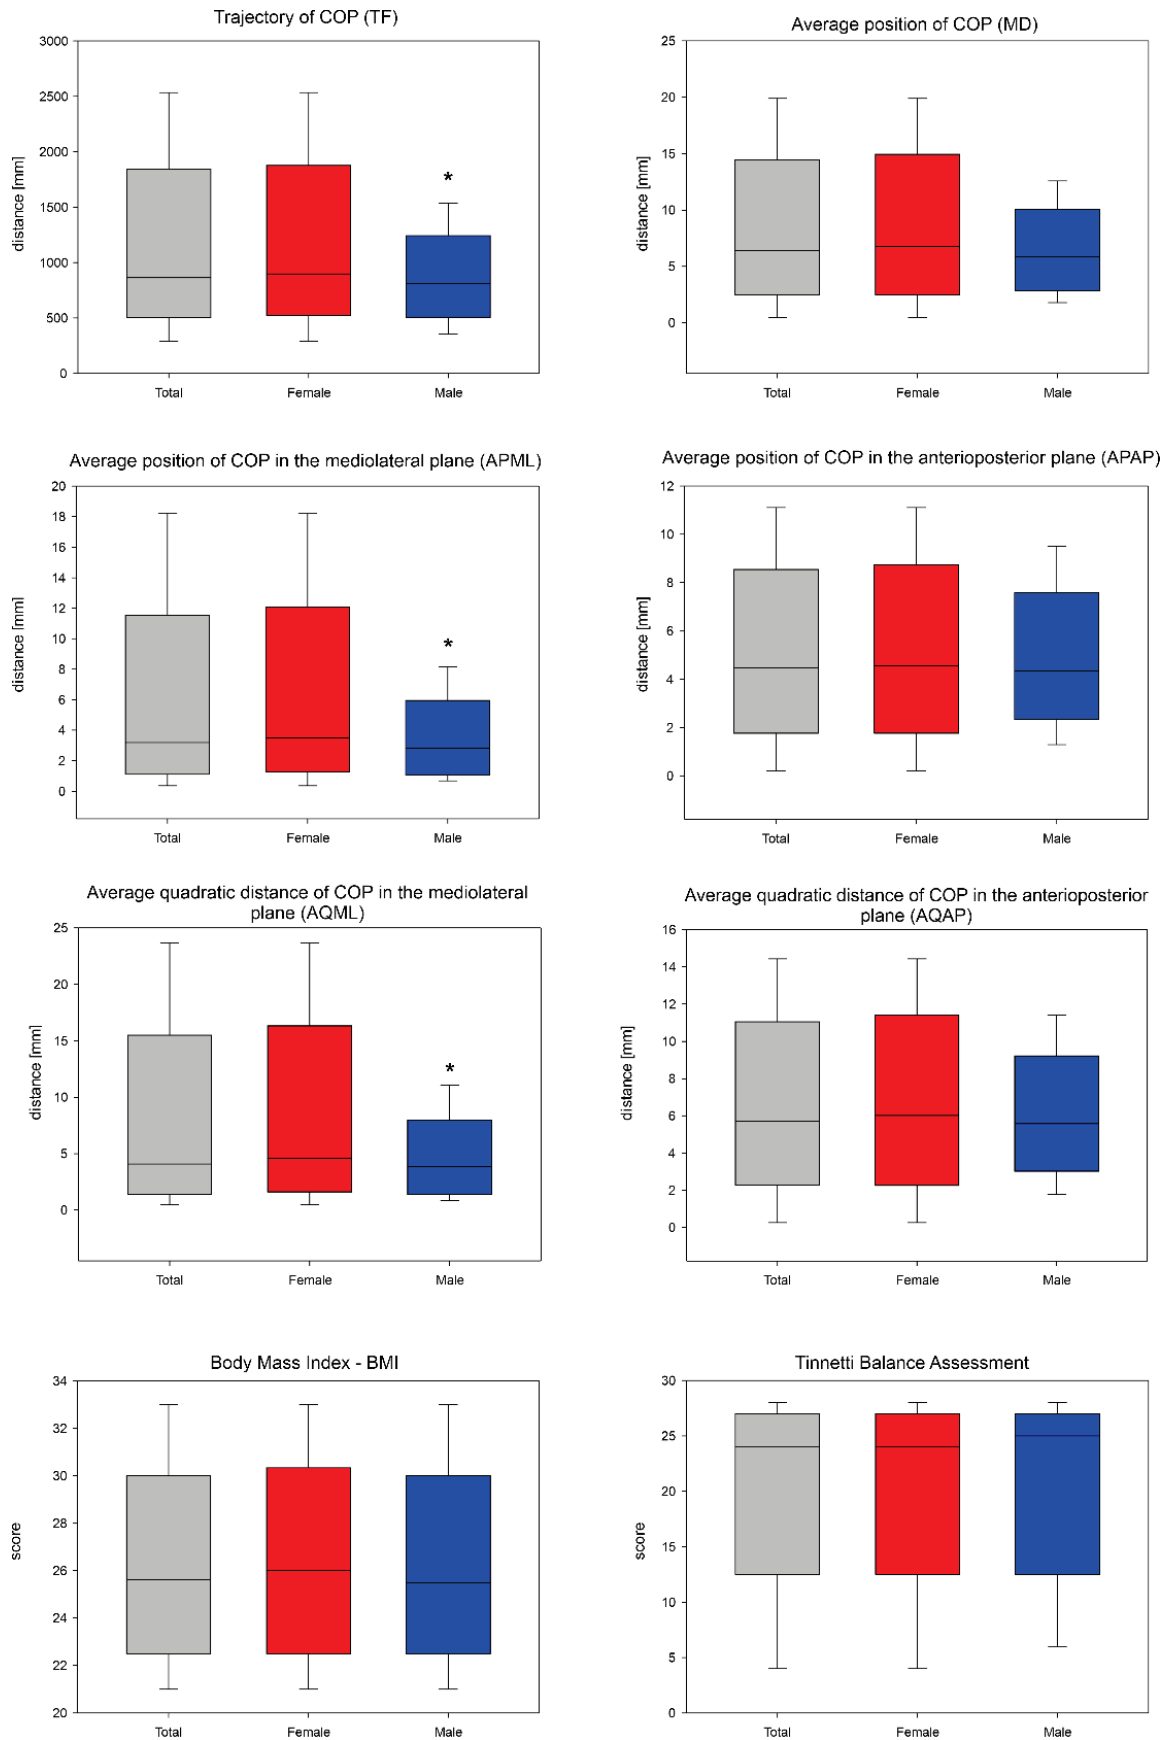 Trajectory of COP (TF)
3000
2500
2000
1500
1000
500
0
distance [mm]
*
Total
Female
Male
Average position of COP (MD)
25
20
15
10
5
0
distance [mm]
Total
Female
Male
Average position of COP in the mediolateral plane (APML)
20
18
16
14
12
10
8
6
4
2
0
distance [mm]
*
Total
Female
Male
Average position of COP in the anterioposterior plane (APAP)
12
10
8
6
4
2
0
distance [mm]
Total
Female
Male
Average quadratic distance of COP in the mediolateral
plane (AQML)
25
20
15
10
5
0
distance [mm]
*
Total
Female
Male
Average quadratic distance of COP in the anterioposterior
plane (AQAP)
16
14
12
10
8
6
4
2
0
distance [mm]
Total
Female
Male
Body Mass Index - BMI
34
32
30
28
26
24
22
20
score
Total
Female
Male
Tinnetti Balance Assessment
30
25
20
15
10
5
0
score
Total
Female
Male